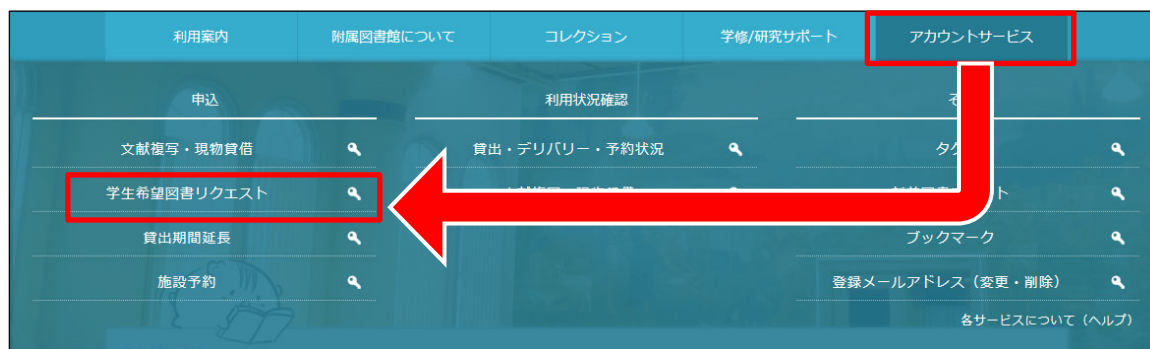 利用案内
附属図書館について
コレクション
学修/研究サポート
アカウントサービス
申込
文献複写・現物貸借
学生希望図書リクエスト
貸出期間延長
施設予約
利用状況確認
貸出・デリバリー・予約状況
ブックマーク
登録メールアドレス（変更・削除）
各サービスについて（ヘルプ）